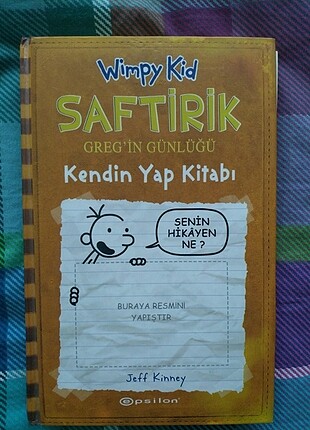 Wimpy Kid
SAFTİRİK
GREG'İN GÜNLÜĞÜ
Kendin Yap Kitabı
SENİN
HİKÂYEN
NE?
BURAYA RESMİNİ
YAPIŞTIR
Jeff Kinney
epsilon